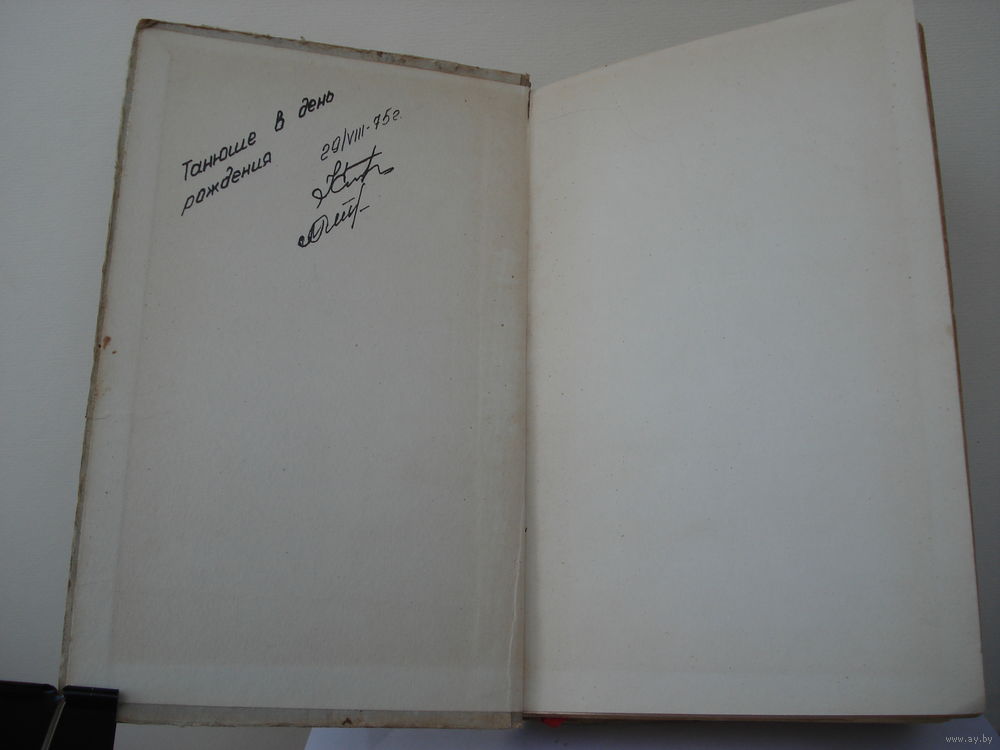 Танюше в день
рождения
29/VIII-75г.
www.ay.by